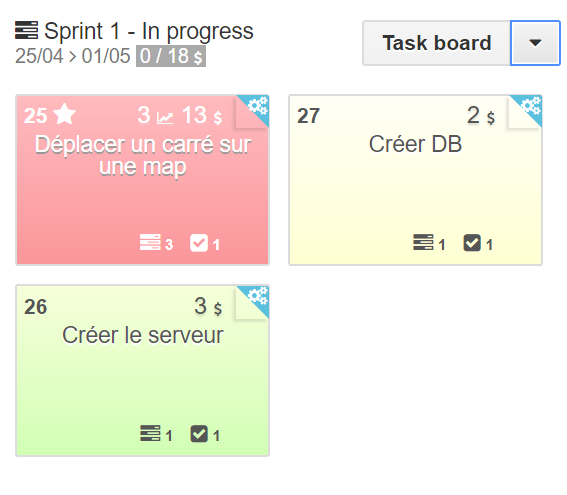 Sprint 1 - In progress
25/04 > 01/05 0 / 18 $
Task board
25 3 13 $
Déplacer un carré sur
une map
3 1
27 2 $
Créer DB
1 1
26 3 $
Créer le serveur
1 1